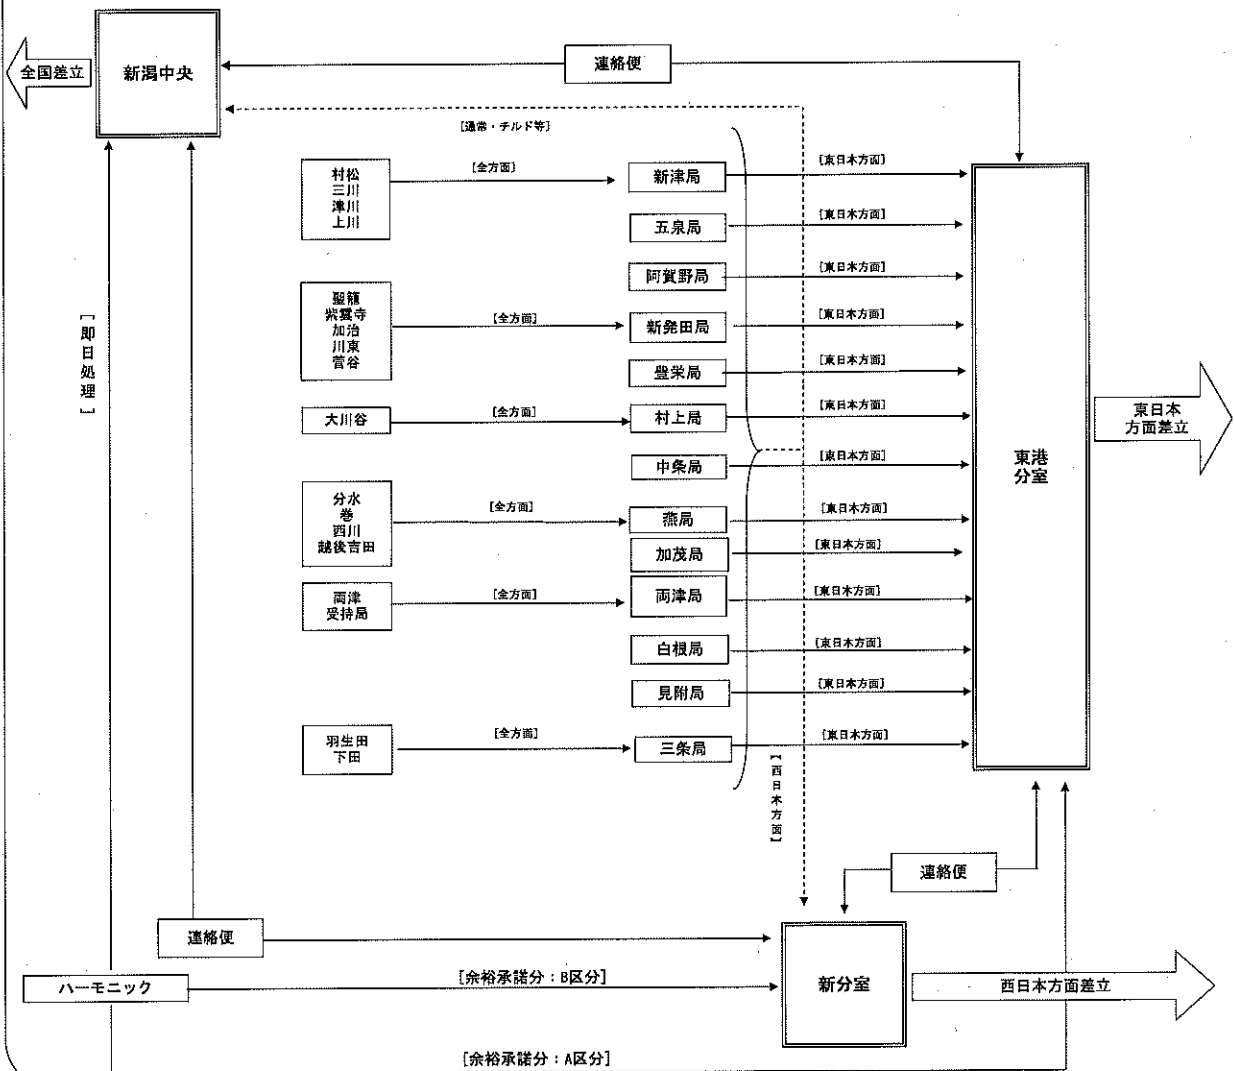 全国差立
新潟中央
連絡便
[通常・チルド等]
村松
三川
津川
上川
[全方面]
新津局
[東日本方面]
五泉局
[東日本方面]
阿賀野局
[東日本方面]
聖籠
紫雲寺
加治
川東
菅谷
[全方面]
新発田局
[東日本方面]
豊栄局
[東日本方面]
大川谷
[全方面]
村上局
[東日本方面]
中条局
[東日本方面]
分水
巻
西川
越後吉田
[全方面]
燕局
[東日本方面]
加茂局
[東日本方面]
両津
受持局
[全方面]
両津局
[東日本方面]
白根局
[東日本方面]
見附局
[東日本方面]
羽生田
下田
[全方面]
三条局
[東日本方面]
東港
分室
東日本
方面差立
[即日処理]
【西日本方面】
連絡便
連絡便
ハーモニック
[余裕承諾分：B区分]
新分室
西日本方面差立
[余裕承諾分：A区分]